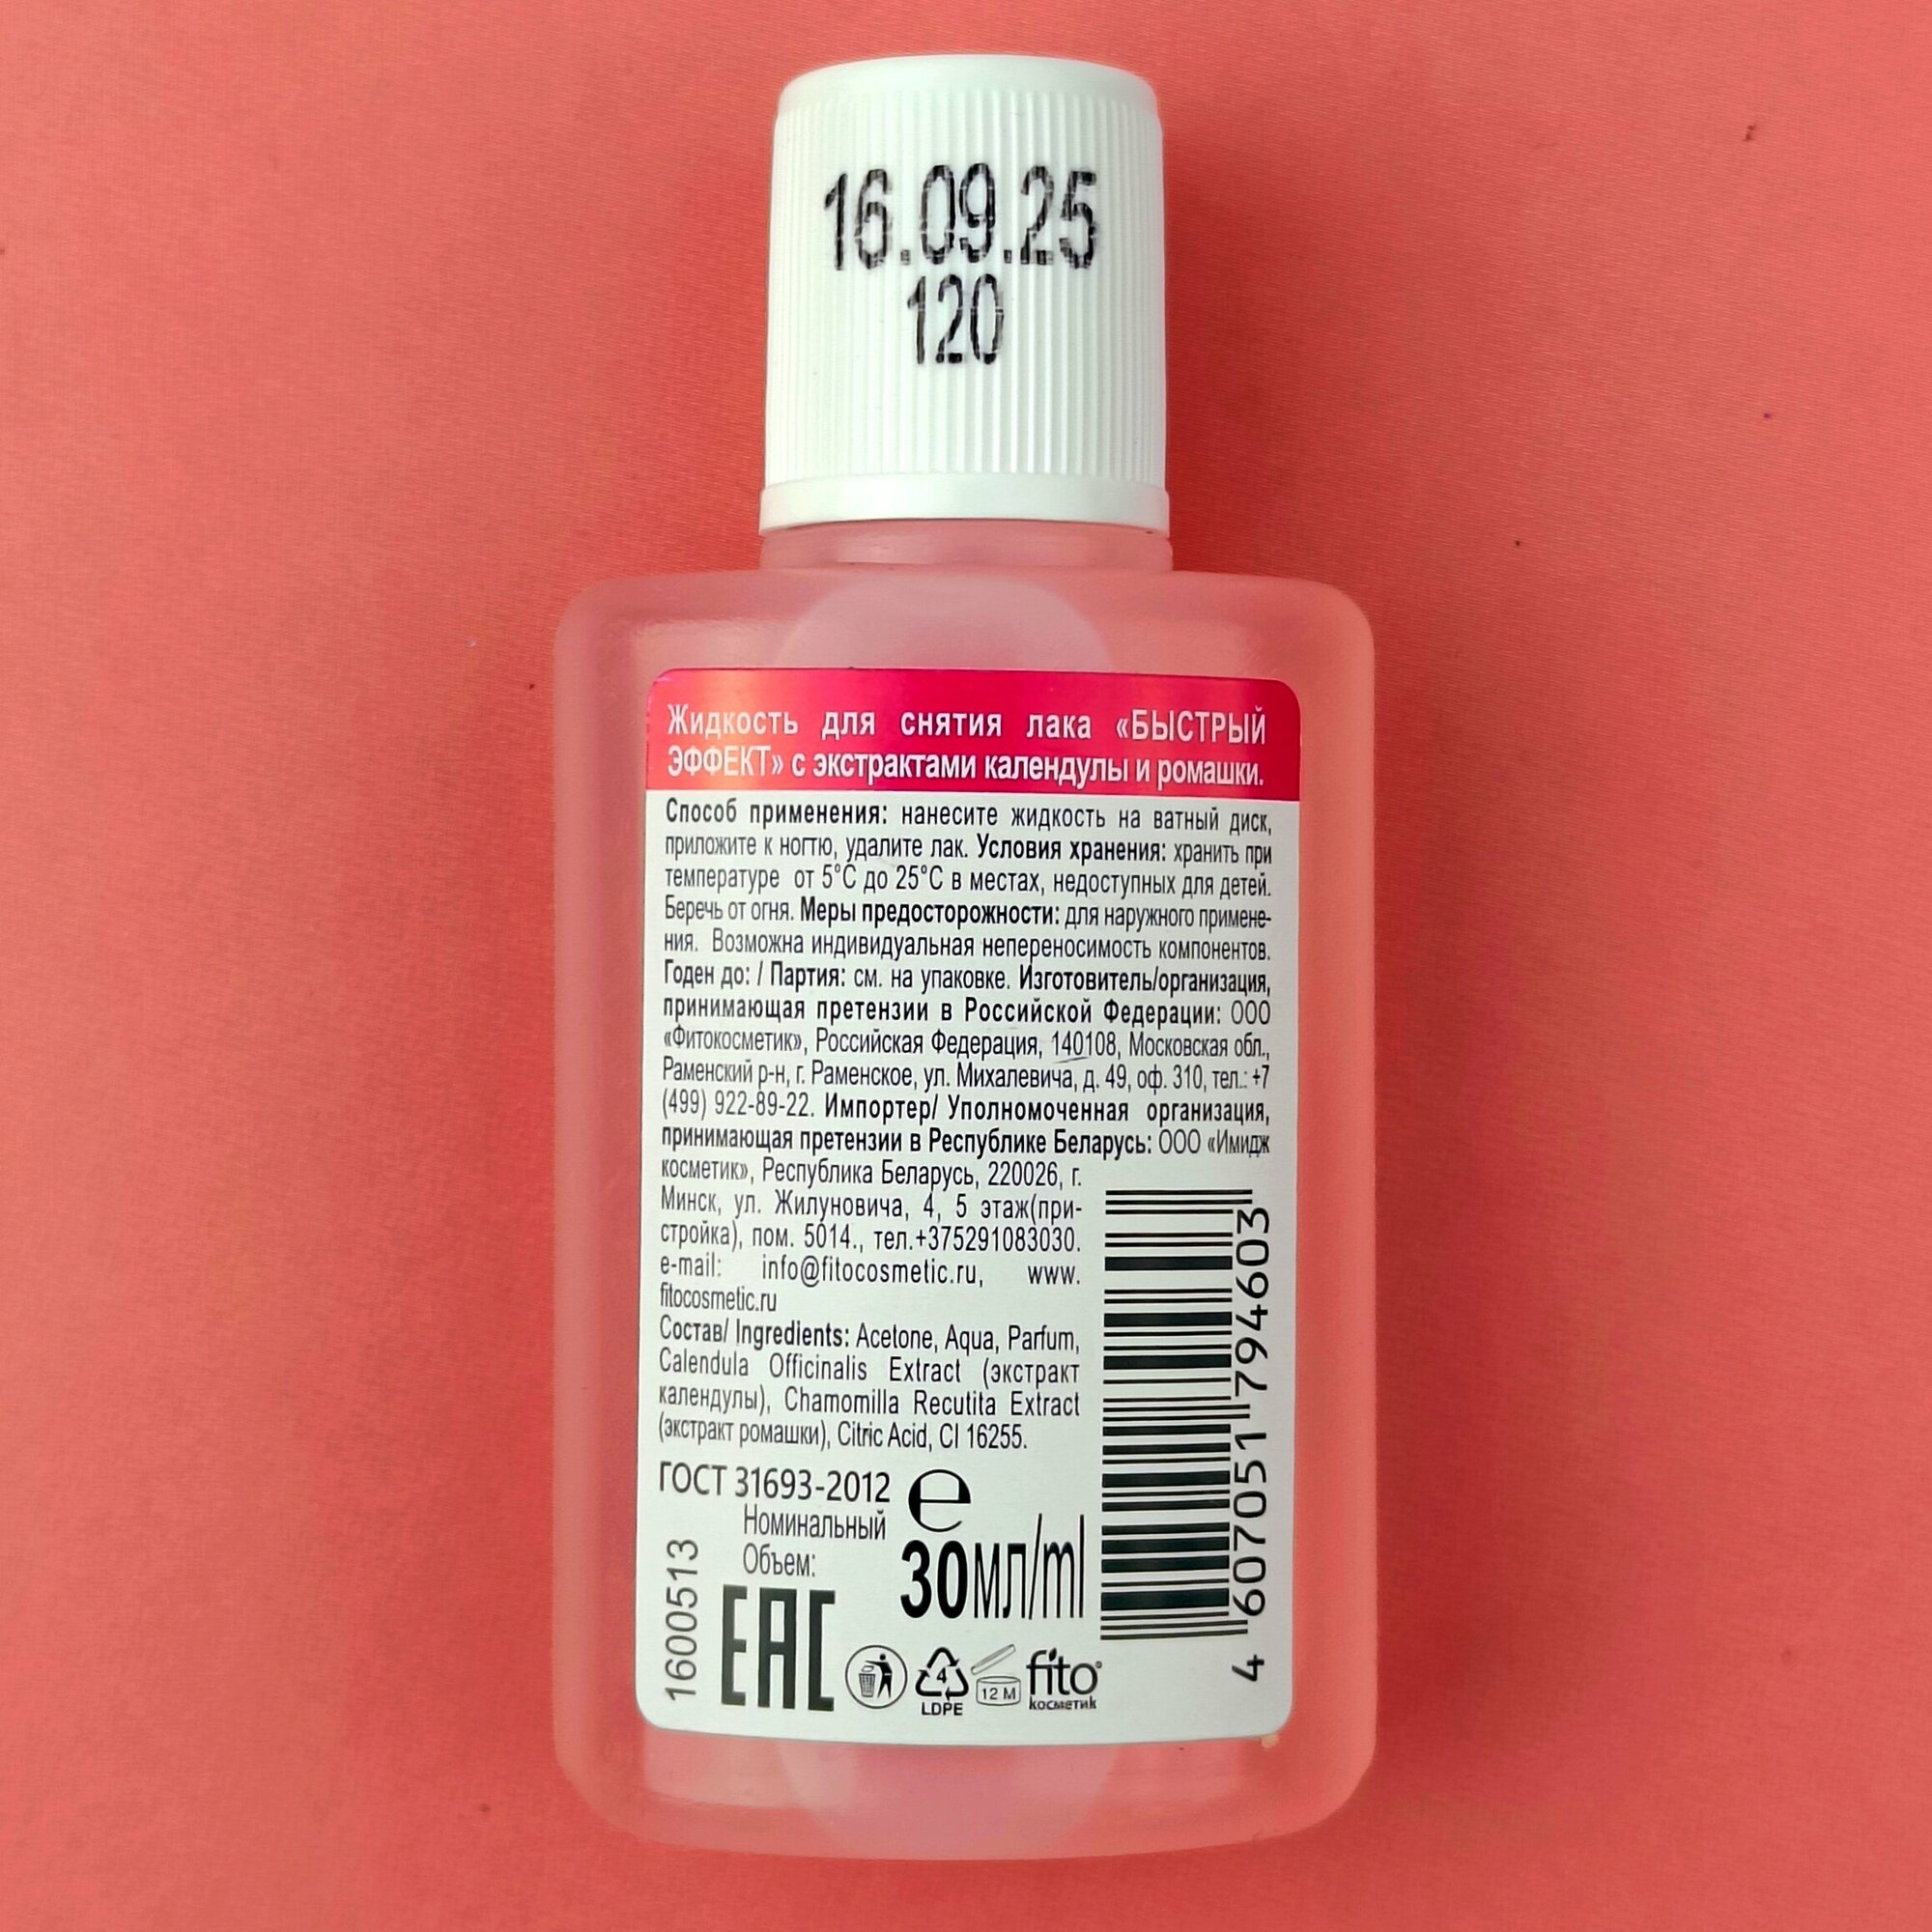 16.09.25
120
Жидкость для снятия лака «БЫСТРЫЙ
ЭФФЕКТ» с экстрактами календулы и ромашки.
Способ применения: нанесите жидкость на ватный диск,
приложите к ногтю, удалите лак. Условия хранения: хранить при
температуре от 5°С до 25°С в местах, недоступных для детей.
Беречь от огня. Меры предосторожности: для наружного примене-
ния. Возможна индивидуальная непереносимость компонентов.
Годен до: / Партия: см. на упаковке. Изготовитель/организация,
принимающая претензии в Российской Федерации: ООО
«Фитокосметик», Российская Федерация, 140108, Московская обл.,
Раменский р-н, г. Раменское, ул. Михалевича, д. 49, оф. 310, тел.: +7
(499) 922-89-22. Импортер/ Уполномоченная организация,
принимающая претензии в Республике Беларусь: ООО «Имидж
косметик», Республика Беларусь, 220026, г.
Минск, ул. Жилуновича, 4, 5 этаж(при-
стройка), пом. 5014., тел.+375291083030.
e-mail: info@fitocosmetic.ru, www.
fitocosmetic.ru
Состав/ Ingredients: Acetone, Aqua, Parfum,
Calendula Officinalis Extract (экстракт
календулы), Chamomilla Recutita Extract
(экстракт ромашки), Citric Acid, CI 16255.
ГОСТ 31693-2012 ℮
Номинальный
Объем:
30мл/ml
1600513
EAC
4
LDPE
12 M
fito®
косметик
4 607051 794603